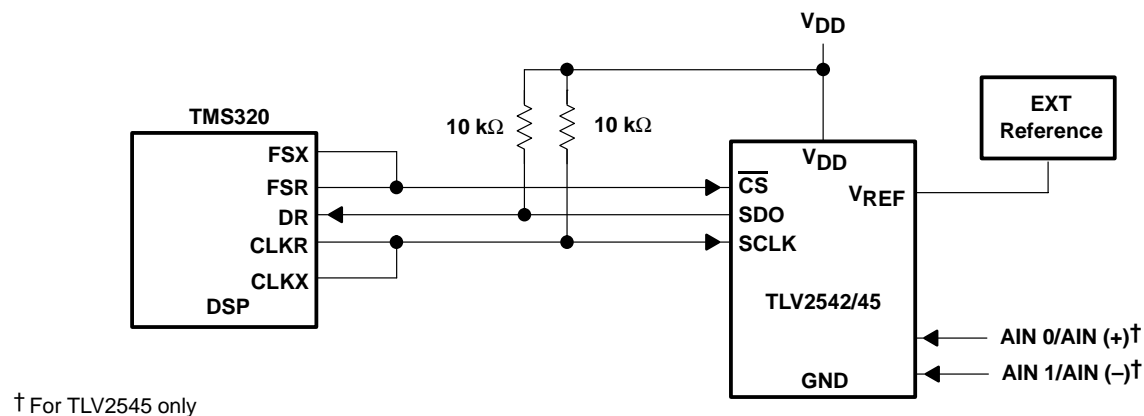 VDD
TMS320
FSX
FSR
DR
CLKR
CLKX
DSP
10 kΩ
10 kΩ
VDD
CS
SDO
SCLK
VREF
TLV2542/45
GND
EXT
Reference
AIN 0/AIN (+)†
AIN 1/AIN (–)†
† For TLV2545 only